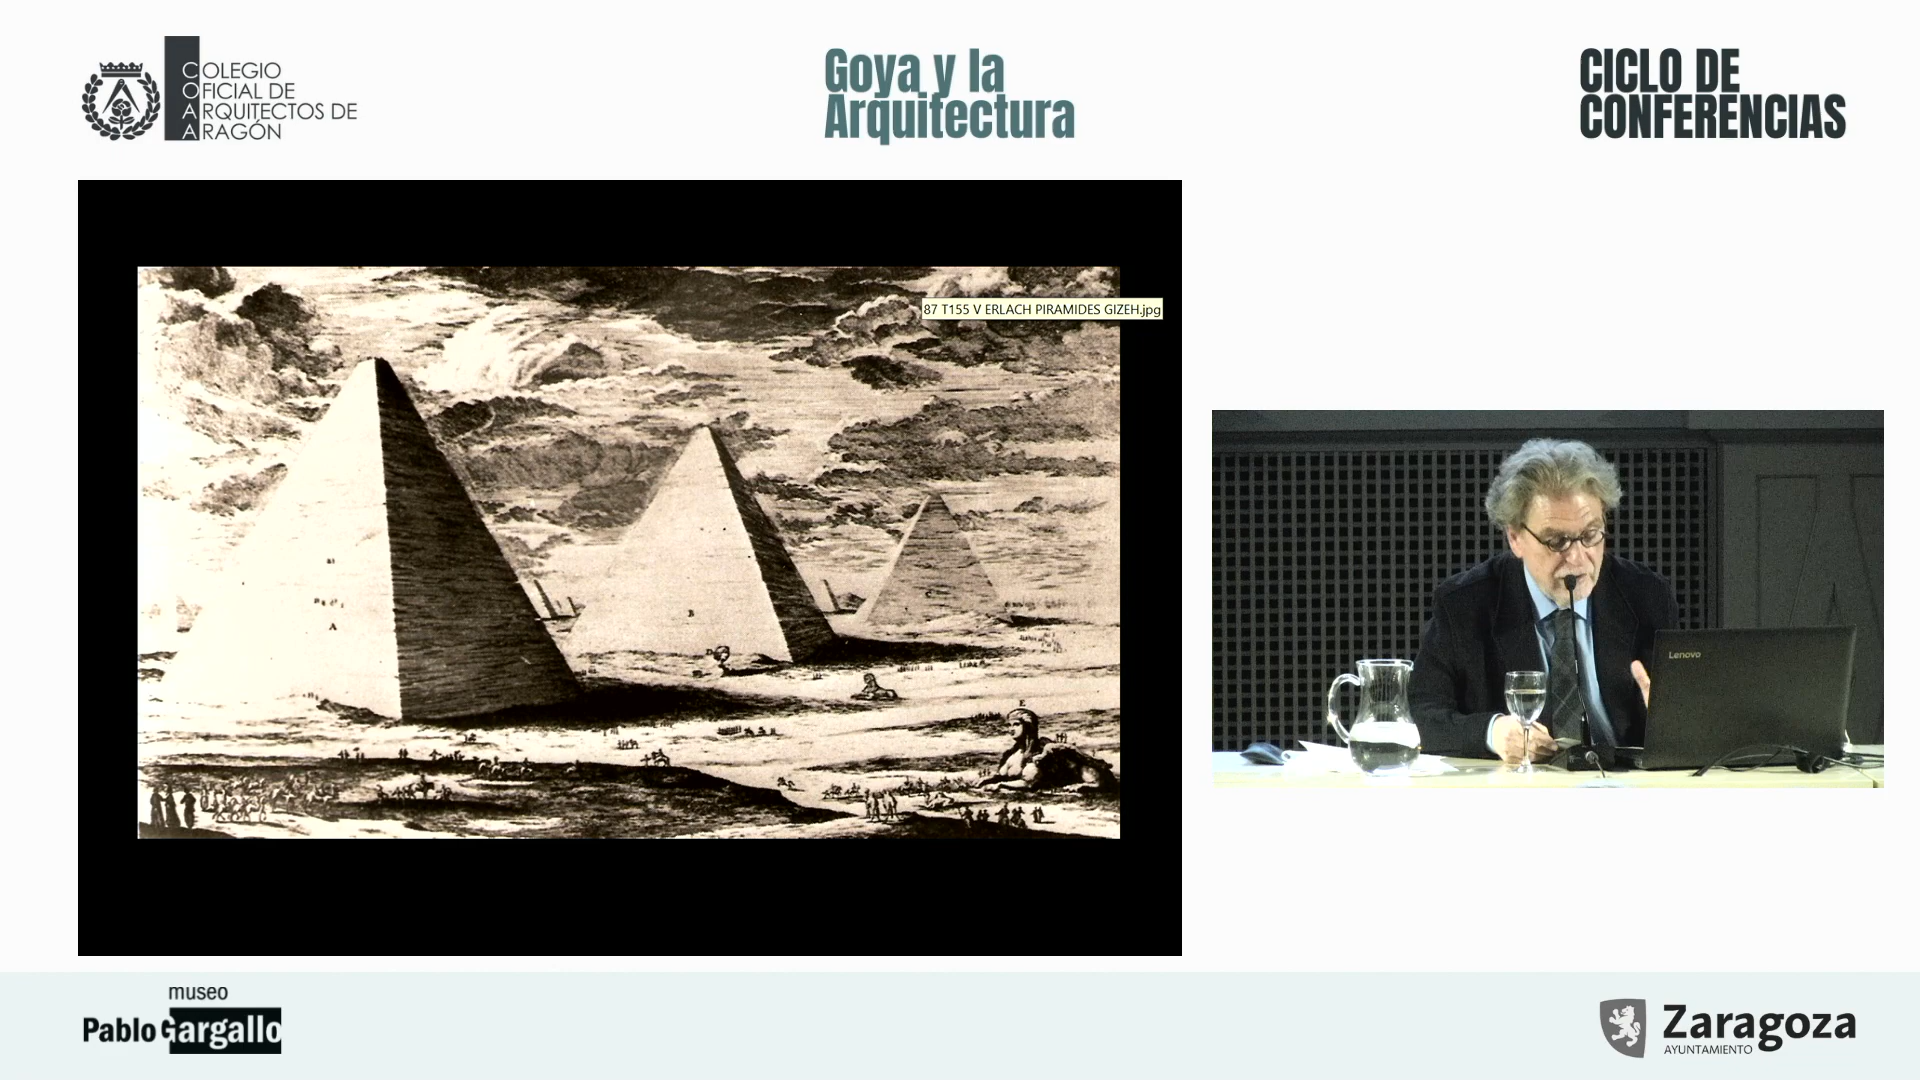 COLEGIO
OFICIAL DE
ARQUITECTOS DE
ARAGÓN
Goya y la
Arquitectura
CICLO DE
CONFERENCIAS
87 T155 V ERLACH PIRAMIDES GIZEH.jpg
A
B
C
D
E
Lenovo
museo
Pablo Gargallo
Zaragoza
AYUNTAMIENTO